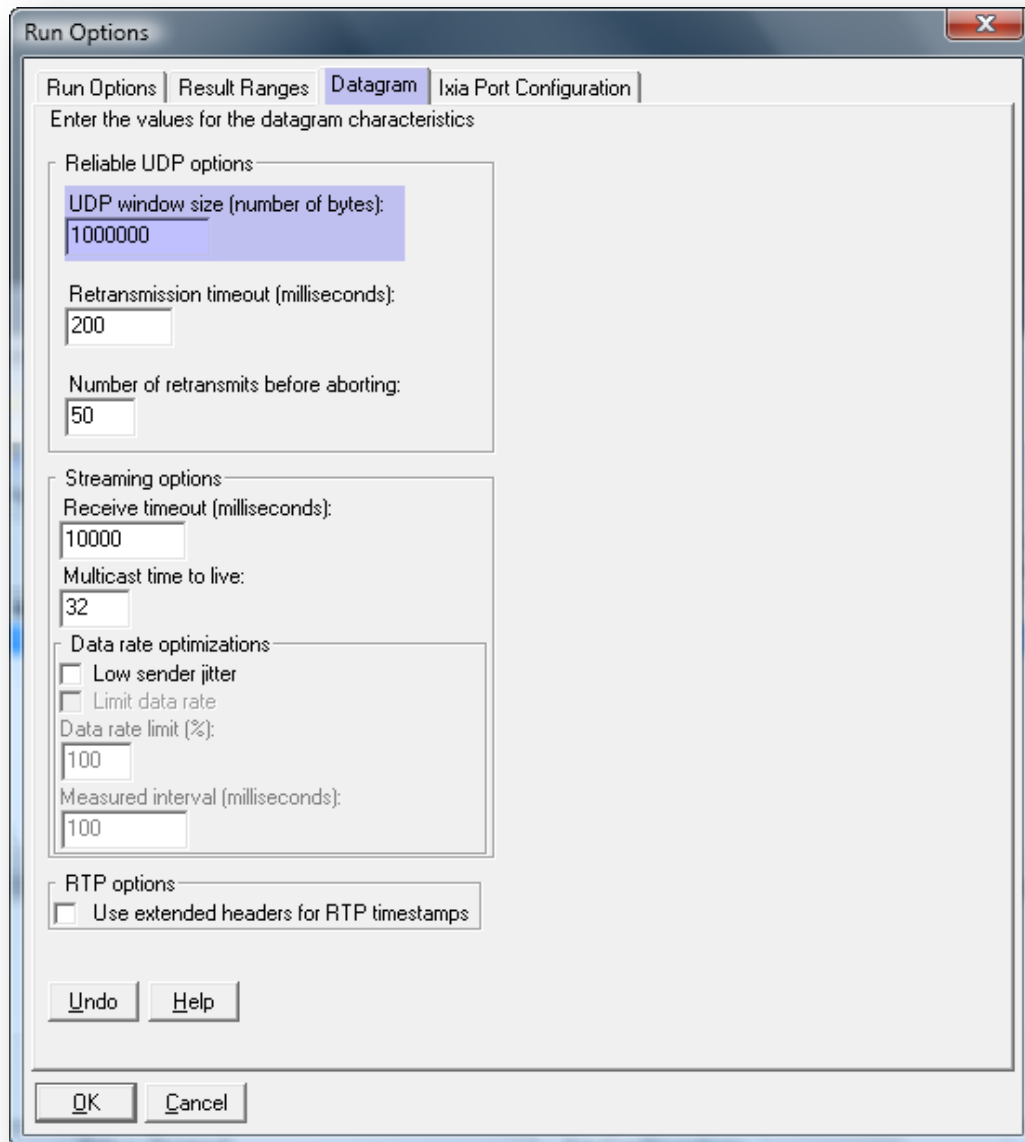 Run Options
Run Options Result Ranges Datagram Ixia Port Configuration
Enter the values for the datagram characteristics
Reliable UDP options
UDP window size (number of bytes):
1000000
Retransmission timeout (milliseconds):
200
Number of retransmits before aborting:
50
Streaming options
Receive timeout (milliseconds):
10000
Multicast time to live:
32
Data rate optimizations
Low sender jitter
Limit data rate
Data rate limit (%):
100
Measured interval (milliseconds):
100
RTP options
Use extended headers for RTP timestamps
Undo Help
OK Cancel